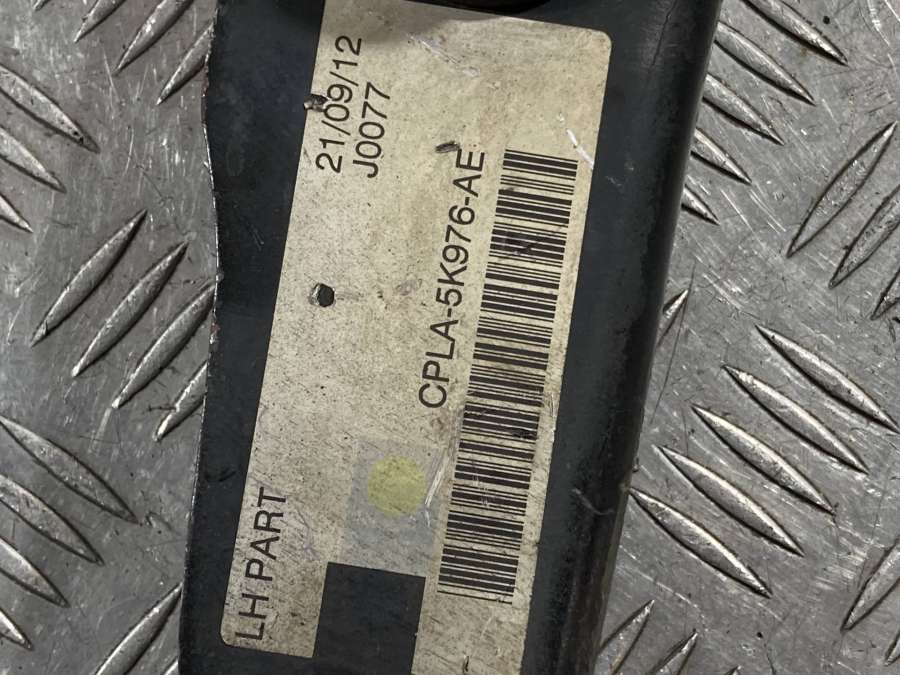 21/09/12
J0077
LH PART
CPLA-5K976-AE